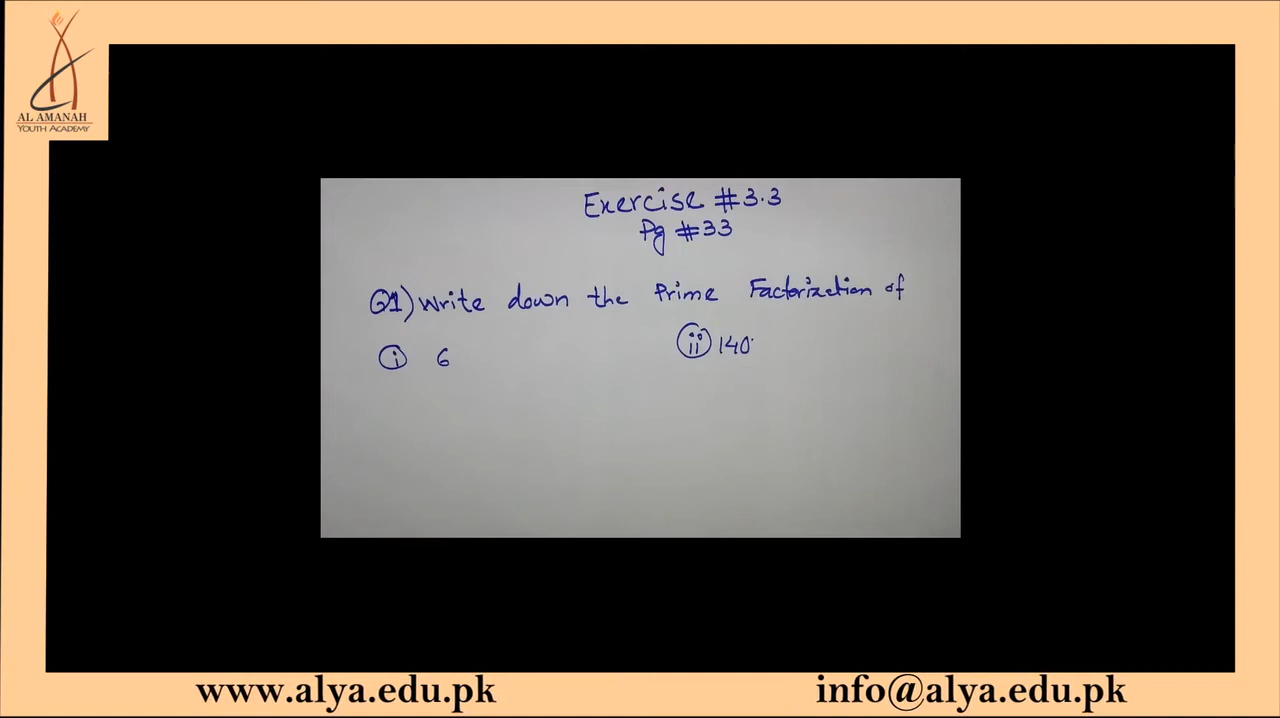 AL AMANAH
YOUTH ACADEMY
Exercise #3.3
Pg #33
Q1) Write down the Prime Factorization of
i 6
ii 140
www.alya.edu.pk
info@alya.edu.pk